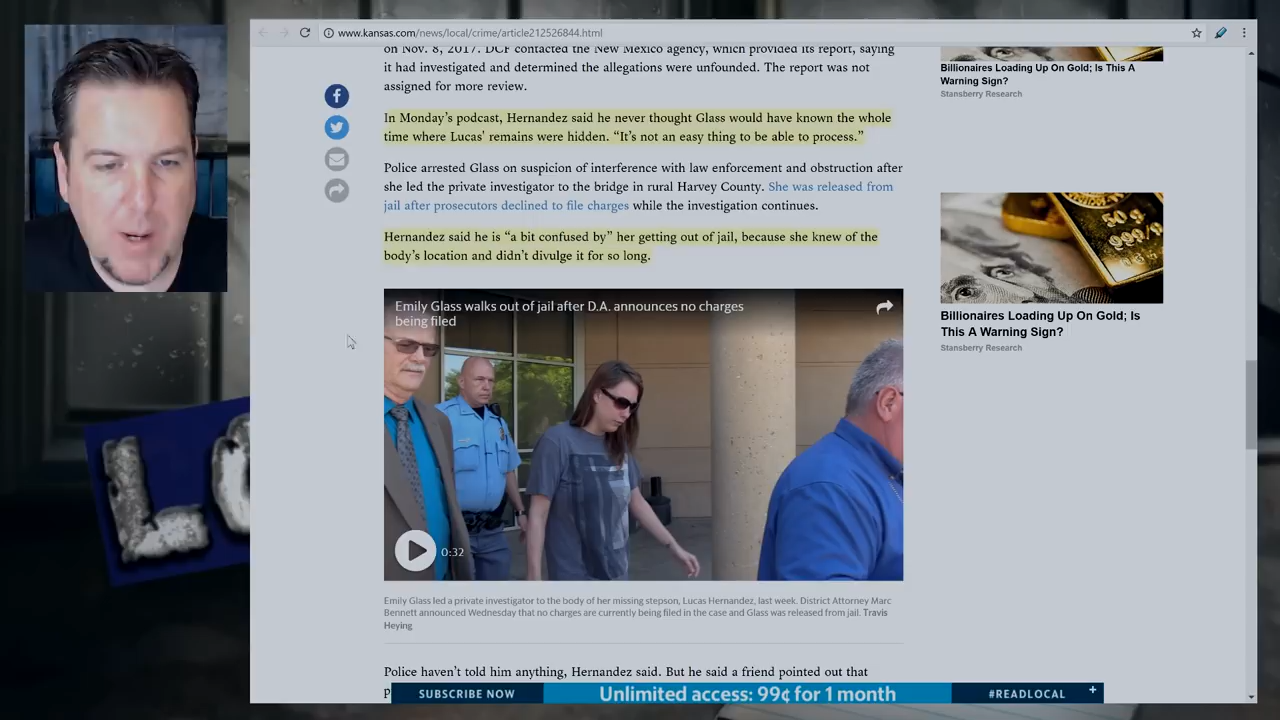 www.kansas.com/news/local/crime/article212526844.html
on Nov. 8, 2017. DCF contacted the New Mexico agency, which provided its report, saying
it had investigated and determined the allegations were unfounded. The report was not
assigned for more review.
In Monday's podcast, Hernandez said he never thought Glass would have known the whole
time where Lucas' remains were hidden. “It's not an easy thing to be able to process.”
Police arrested Glass on suspicion of interference with law enforcement and obstruction after
she led the private investigator to the bridge in rural Harvey County. She was released from
jail after prosecutors declined to file charges while the investigation continues.
Hernandez said he is “a bit confused by” her getting out of jail, because she knew of the
body's location and didn't divulge it for so long.
Emily Glass walks out of jail after D.A. announces no charges
being filed
0:32
Emily Glass led a private investigator to the body of her missing stepson, Lucas Hernandez, last week. District Attorney Marc
Bennett announced Wednesday that no charges are currently being filed in the case and Glass was released from jail. Travis
Heying
Police haven't told him anything, Hernandez said. But he said a friend pointed out that
Billionaires Loading Up On Gold; Is This A
Warning Sign?
Stansberry Research
50g
999/9
Billionaires Loading Up On Gold; Is
This A Warning Sign?
Stansberry Research
LO
SUBSCRIBE NOW
Unlimited access: 99¢ for 1 month
#READLOCAL
+